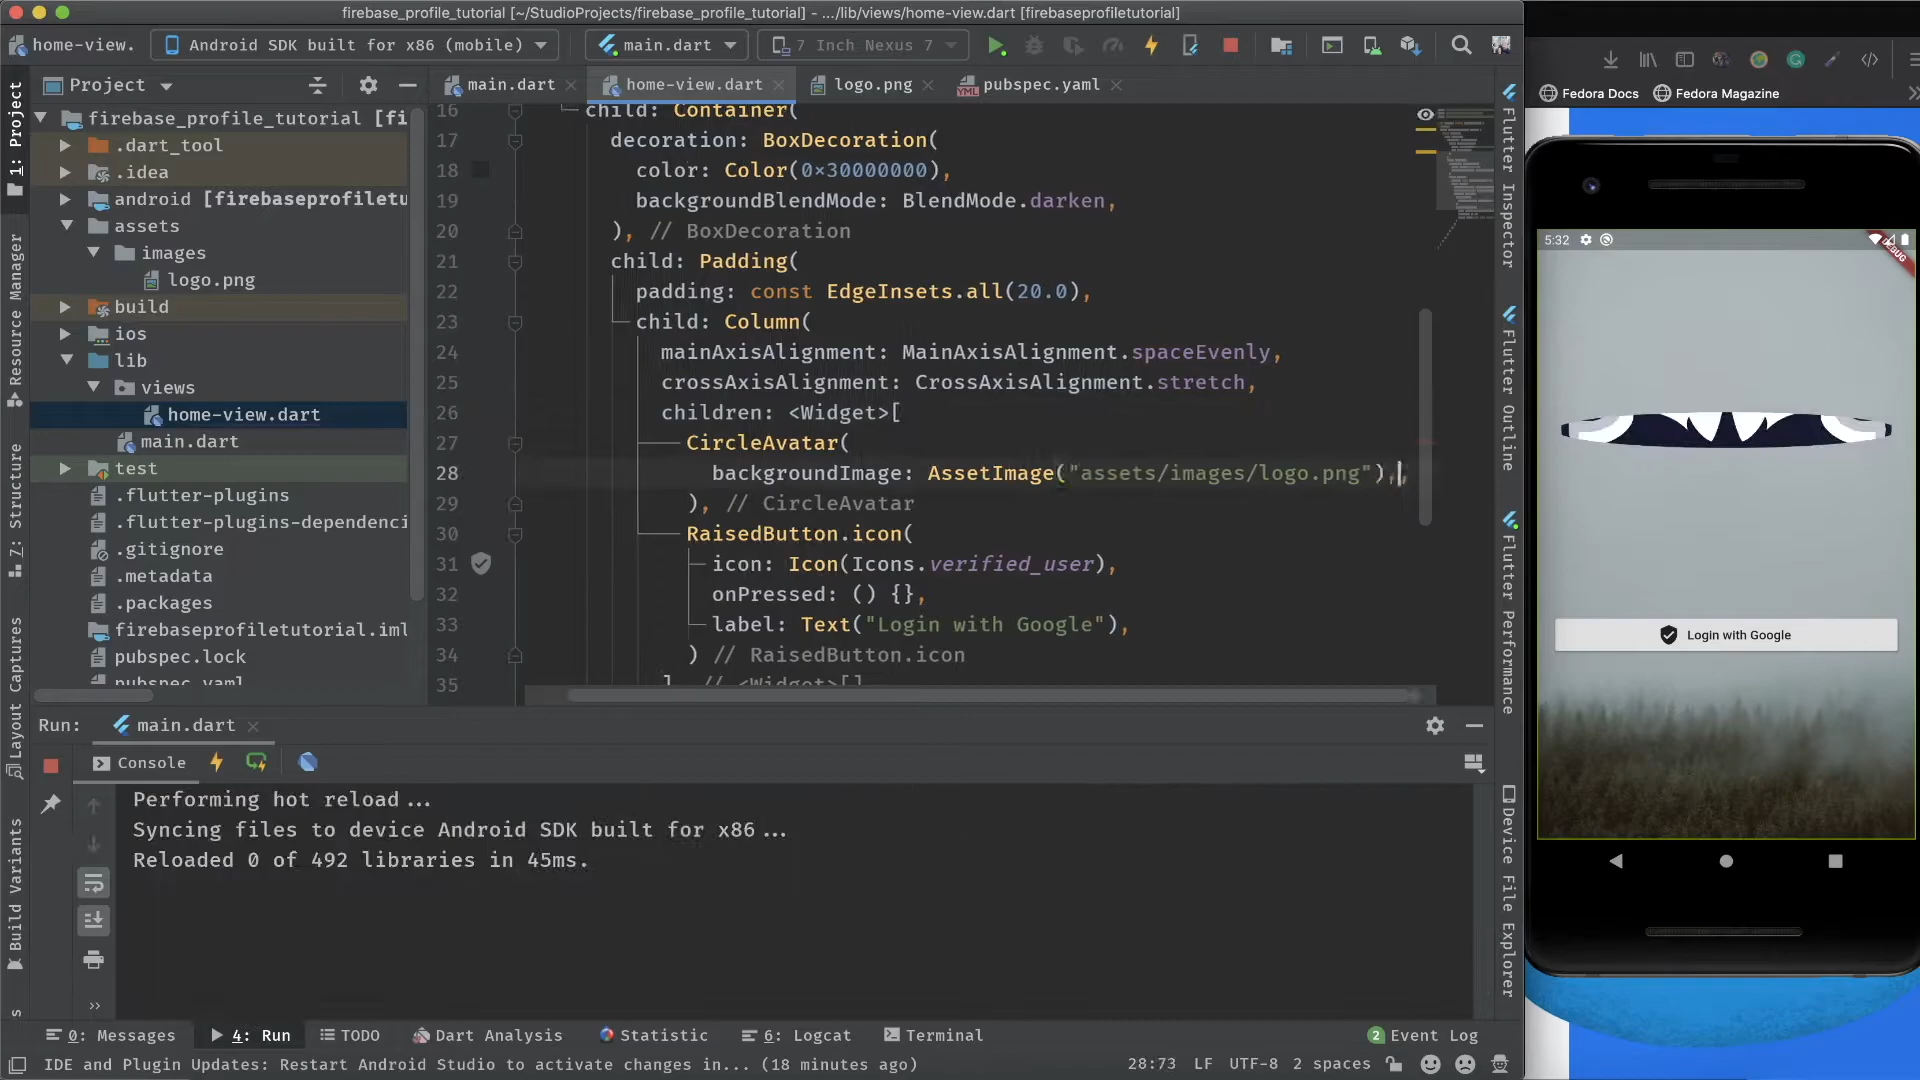 firebase_profile_tutorial [~/StudioProjects/firebase_profile_tutorial] - .../lib/views/home-view.dart [firebaseprofiletutorial]
home-view.
Android SDK built for x86 (mobile)
main.dart
7 Inch Nexus 7
Project
main.dart
home-view.dart
logo.png
pubspec.yaml
firebase_profile_tutorial [fi
.dart_tool
.idea
android [firebaseprofiletu
assets
images
logo.png
build
ios
lib
views
home-view.dart
main.dart
test
.flutter-plugins
.flutter-plugins-dependenci
.gitignore
.metadata
.packages
firebaseprofiletutorial.iml
pubspec.lock
pubspec.yaml
1: Project
Resource Manager
7: Structure
Layout Captures
Build Variants
s
16 child: Container(
17 decoration: BoxDecoration(
18 color: Color(0×30000000),
19 backgroundBlendMode: BlendMode.darken,
20 ), // BoxDecoration
21 child: Padding(
22 padding: const EdgeInsets.all(20.0),
23 child: Column(
24 mainAxisAlignment: MainAxisAlignment.spaceEvenly,
25 crossAxisAlignment: CrossAxisAlignment.stretch,
26 children: <Widget>[
27 CircleAvatar(
28 backgroundImage: AssetImage("assets/images/logo.png"),,
29 ), // CircleAvatar
30 RaisedButton.icon(
31 icon: Icon(Icons.verified_user),
32 onPressed: () {},
33 label: Text("Login with Google"),
34 ) // RaisedButton.icon
35 ] // <Widget>[]
Flutter Inspector
Flutter Outline
Flutter Performance
Device File Explorer
Fedora Docs
Fedora Magazine
5:32
DEBUG
Login with Google
Run:
main.dart
Console
Performing hot reload...
Syncing files to device Android SDK built for x86...
Reloaded 0 of 492 libraries in 45ms.
0: Messages
4: Run
TODO
Dart Analysis
Statistic
6: Logcat
Terminal
2 Event Log
IDE and Plugin Updates: Restart Android Studio to activate changes in... (18 minutes ago)
28:73
LF
UTF-8
2 spaces